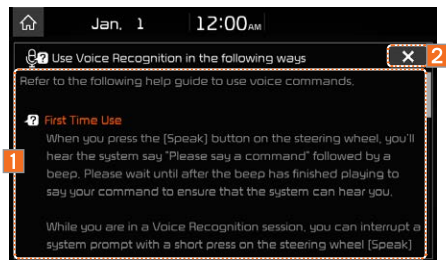 Jan. 1 12:00 AM
Use Voice Recognition in the following ways
2
Refer to the following help guide to use voice commands.
First Time Use
When you press the [Speak] button on the steering wheel, you'll
hear the system say "Please say a command" followed by a
beep. Please wait until after the beep has finished playing to
say your command to ensure that the system can hear you.
1
While you are in a Voice Recognition session, you can interrupt a
system prompt with a short press on the steering wheel [Speak]